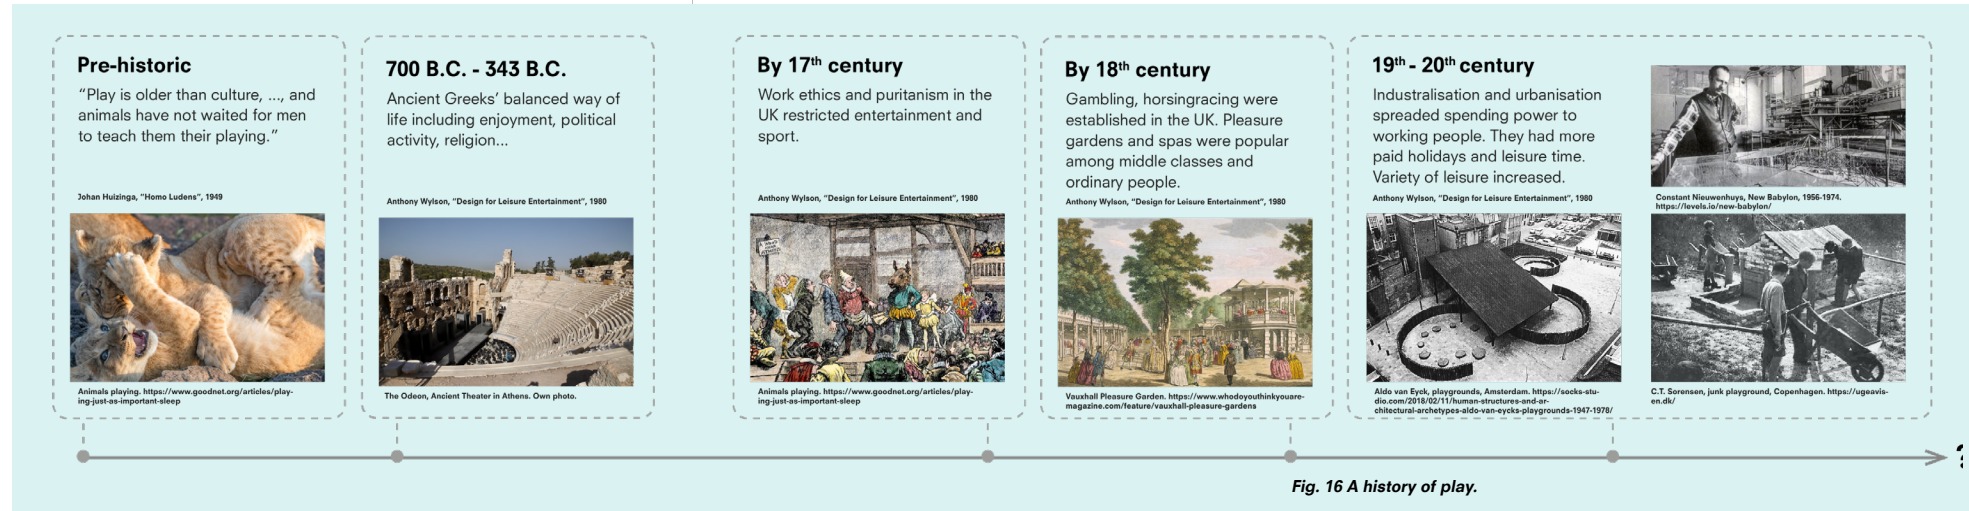 Pre-historic
“Play is older than culture, ..., and
animals have not waited for men
to teach them their playing.”
Johan Huizinga, “Homo Ludens”, 1949
Animals playing. https://www.goodnet.org/articles/play-
ing-just-as-important-sleep
700 B.C. - 343 B.C.
Ancient Greeks’ balanced way of
life including enjoyment, political
activity, religion...
Anthony Wylson, “Design for Leisure Entertainment”, 1980
The Odeon, Ancient Theater in Athens. Own photo.
By 17th century
Work ethics and puritanism in the
UK restricted entertainment and
sport.
Anthony Wylson, “Design for Leisure Entertainment”, 1980
Animals playing. https://www.goodnet.org/articles/play-
ing-just-as-important-sleep
By 18th century
Gambling, horsingracing were
established in the UK. Pleasure
gardens and spas were popular
among middle classes and
ordinary people.
Anthony Wylson, “Design for Leisure Entertainment”, 1980
Vauxhall Pleasure Garden. https://www.whodoyouthinkyouare-
magazine.com/feature/vauxhall-pleasure-gardens
19th - 20th century
Industralisation and urbanisation
spreaded spending power to
working people. They had more
paid holidays and leisure time.
Variety of leisure increased.
Anthony Wylson, “Design for Leisure Entertainment”, 1980
Aldo van Eyck, playgrounds, Amsterdam. https://socks-stu-
dio.com/2018/02/11/human-structures-and-ar-
chitectural-archetypes-aldo-van-eycks-playgrounds-1947-1978/
Constant Nieuwenhuys, New Babylon, 1956-1974.
https://levels.io/new-babylon/
C.T. Sørensen, junk playground, Copenhagen. https://ugeavis-
en.dk/
?
Fig. 16 A history of play.